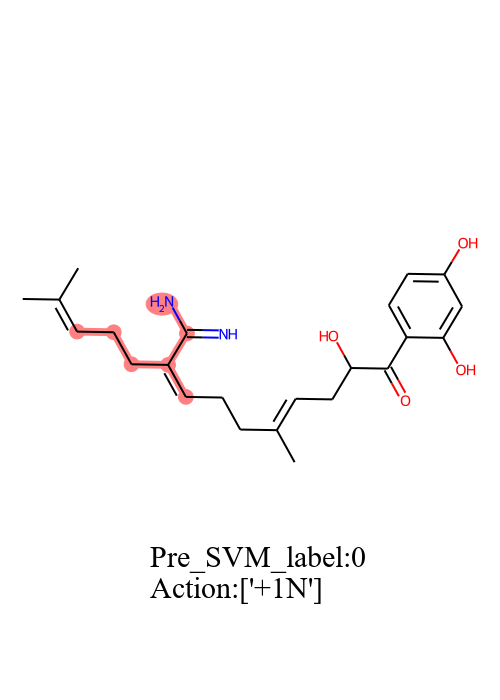 OH
H2N
NH
HO
OH
O
Pre_SVM_label:0
Action:['+1N']